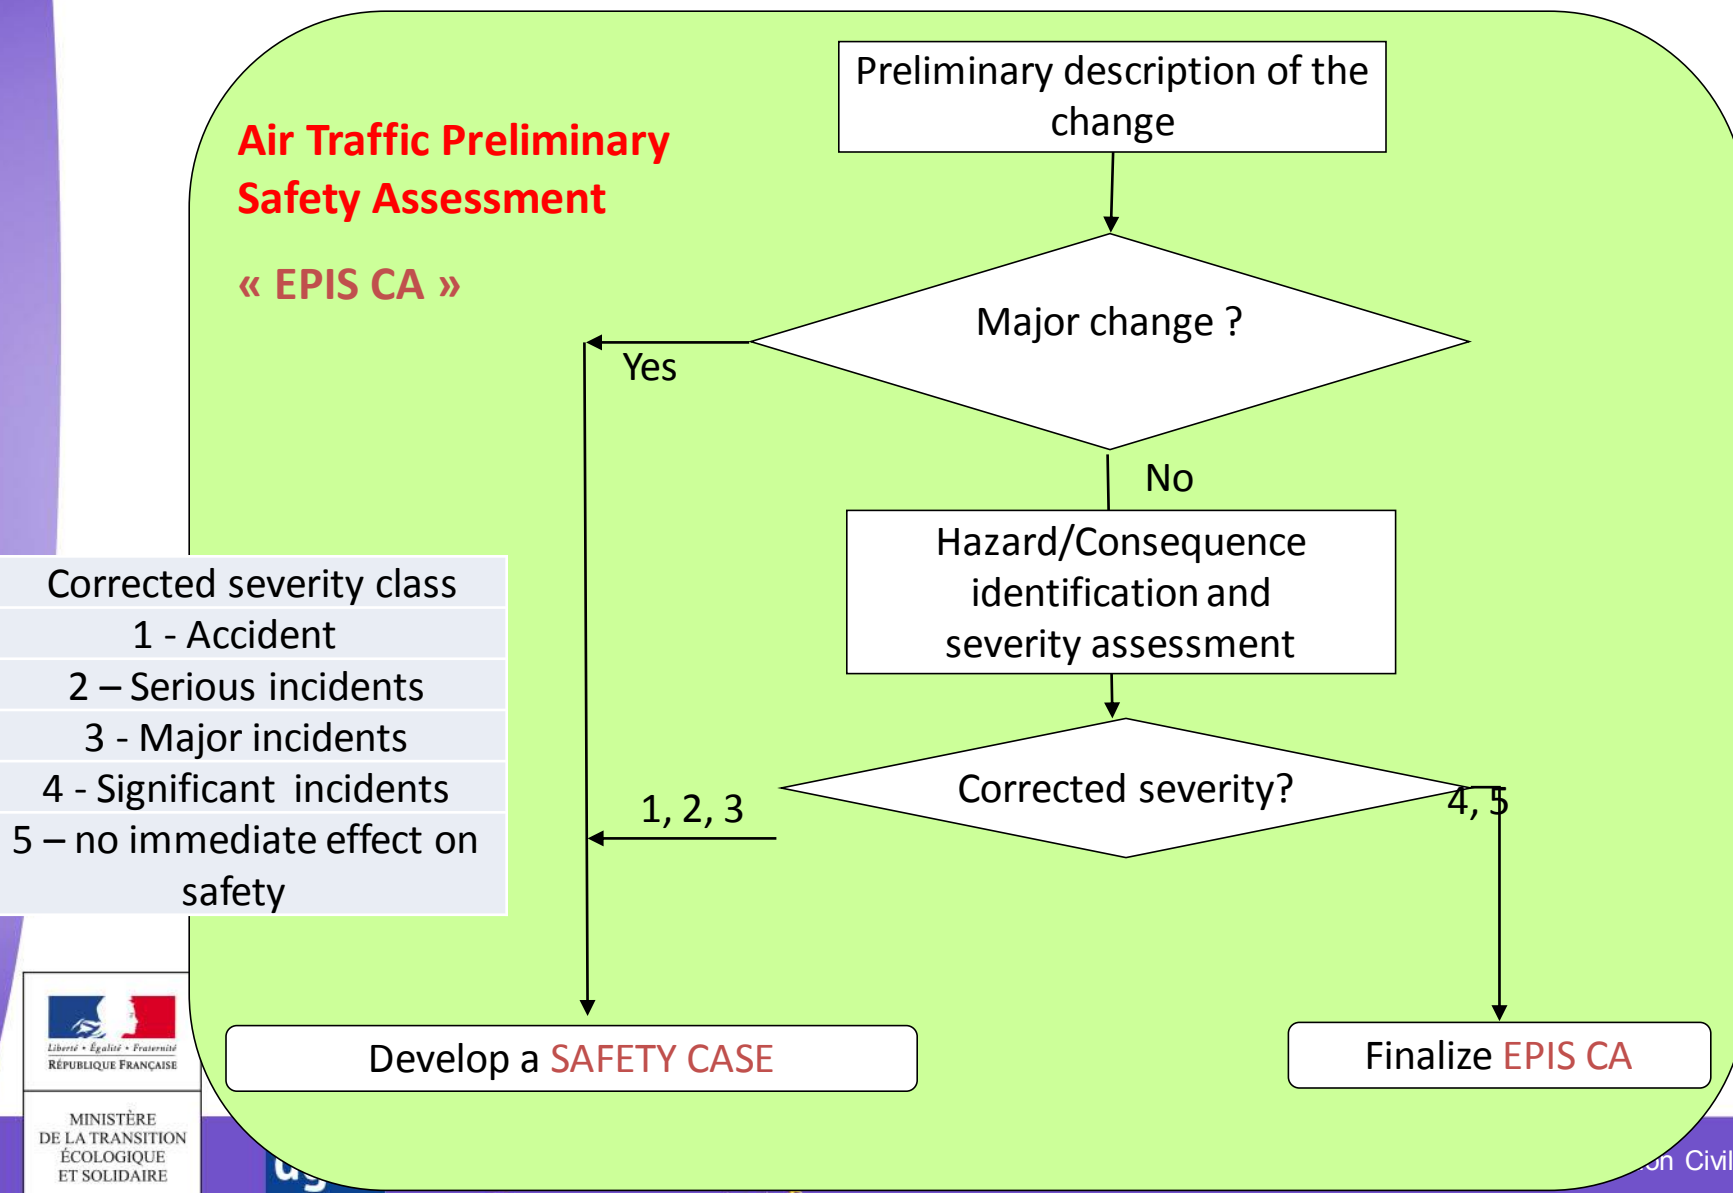 Preliminary description of the
change
Air Traffic Preliminary
Safety Assessment
« EPIS CA »
Major change ?
Yes
No
Hazard/Consequence
identification and
severity assessment
Corrected severity class
1 - Accident
2 – Serious incidents
3 - Major incidents
4 - Significant incidents
5 – no immediate effect on
safety
Corrected severity?
1, 2, 3
4, 5
Develop a SAFETY CASE
Finalize EPIS CA
Liberté • Égalité • Fraternité
RÉPUBLIQUE FRANÇAISE
MINISTÈRE
DE LA TRANSITION
ÉCOLOGIQUE
ET SOLIDAIRE